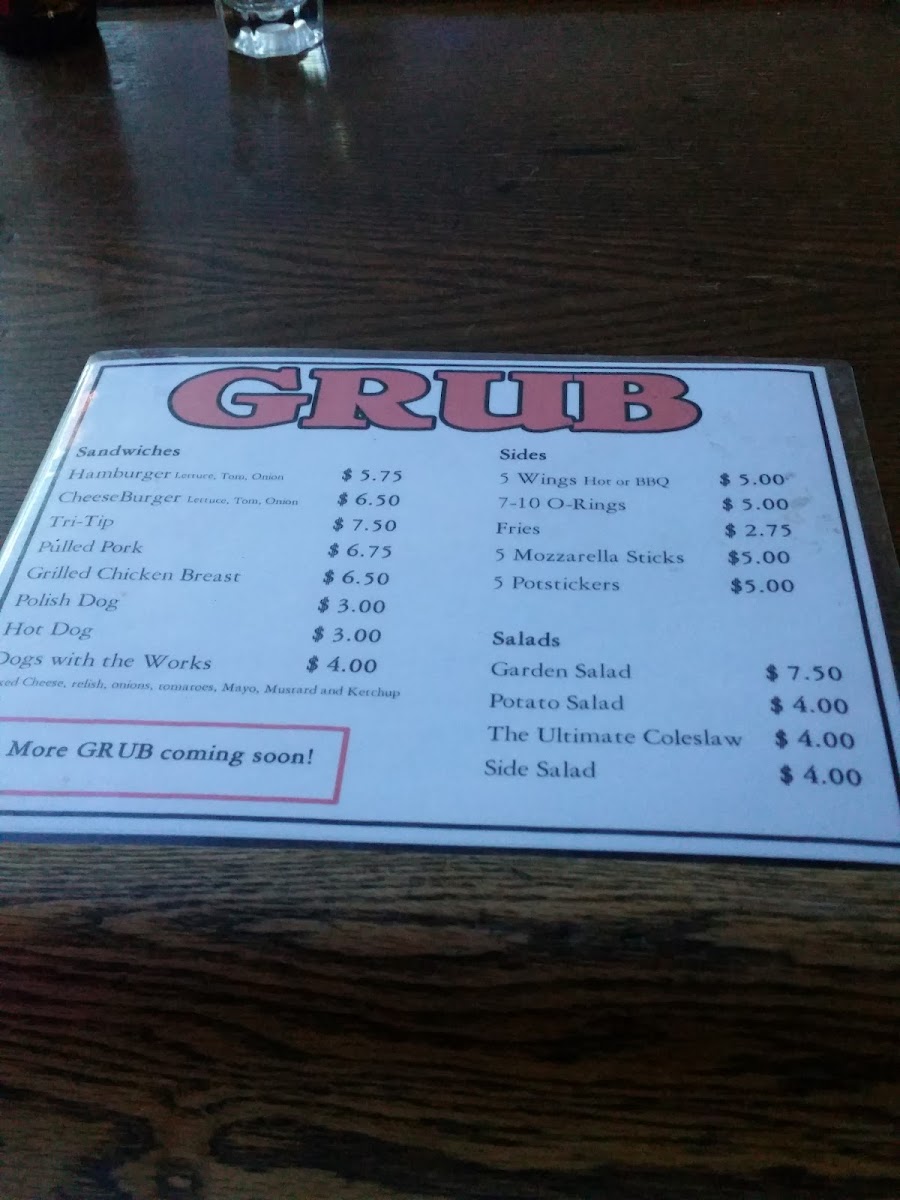 GRUB
Sandwiches
Hamburger Lettuce, Tom, Onion $ 5.75
CheeseBurger Lettuce, Tom, Onion $ 6.50
Tri-Tip $ 7.50
Pulled Pork $ 6.75
Grilled Chicken Breast $ 6.50
Polish Dog $ 3.00
Hot Dog $ 3.00
Dogs with the Works $ 4.00
Cheese, relish, onions, tomatoes, Mayo, Mustard and Ketchup
More GRUB coming soon!
Sides
5 Wings Hot or BBQ $ 5.00
7-10 O-Rings $ 5.00
Fries $ 2.75
5 Mozzarella Sticks $5.00
5 Potstickers $5.00
Salads
Garden Salad $ 7.50
Potato Salad $ 4.00
The Ultimate Coleslaw $ 4.00
Side Salad $ 4.00